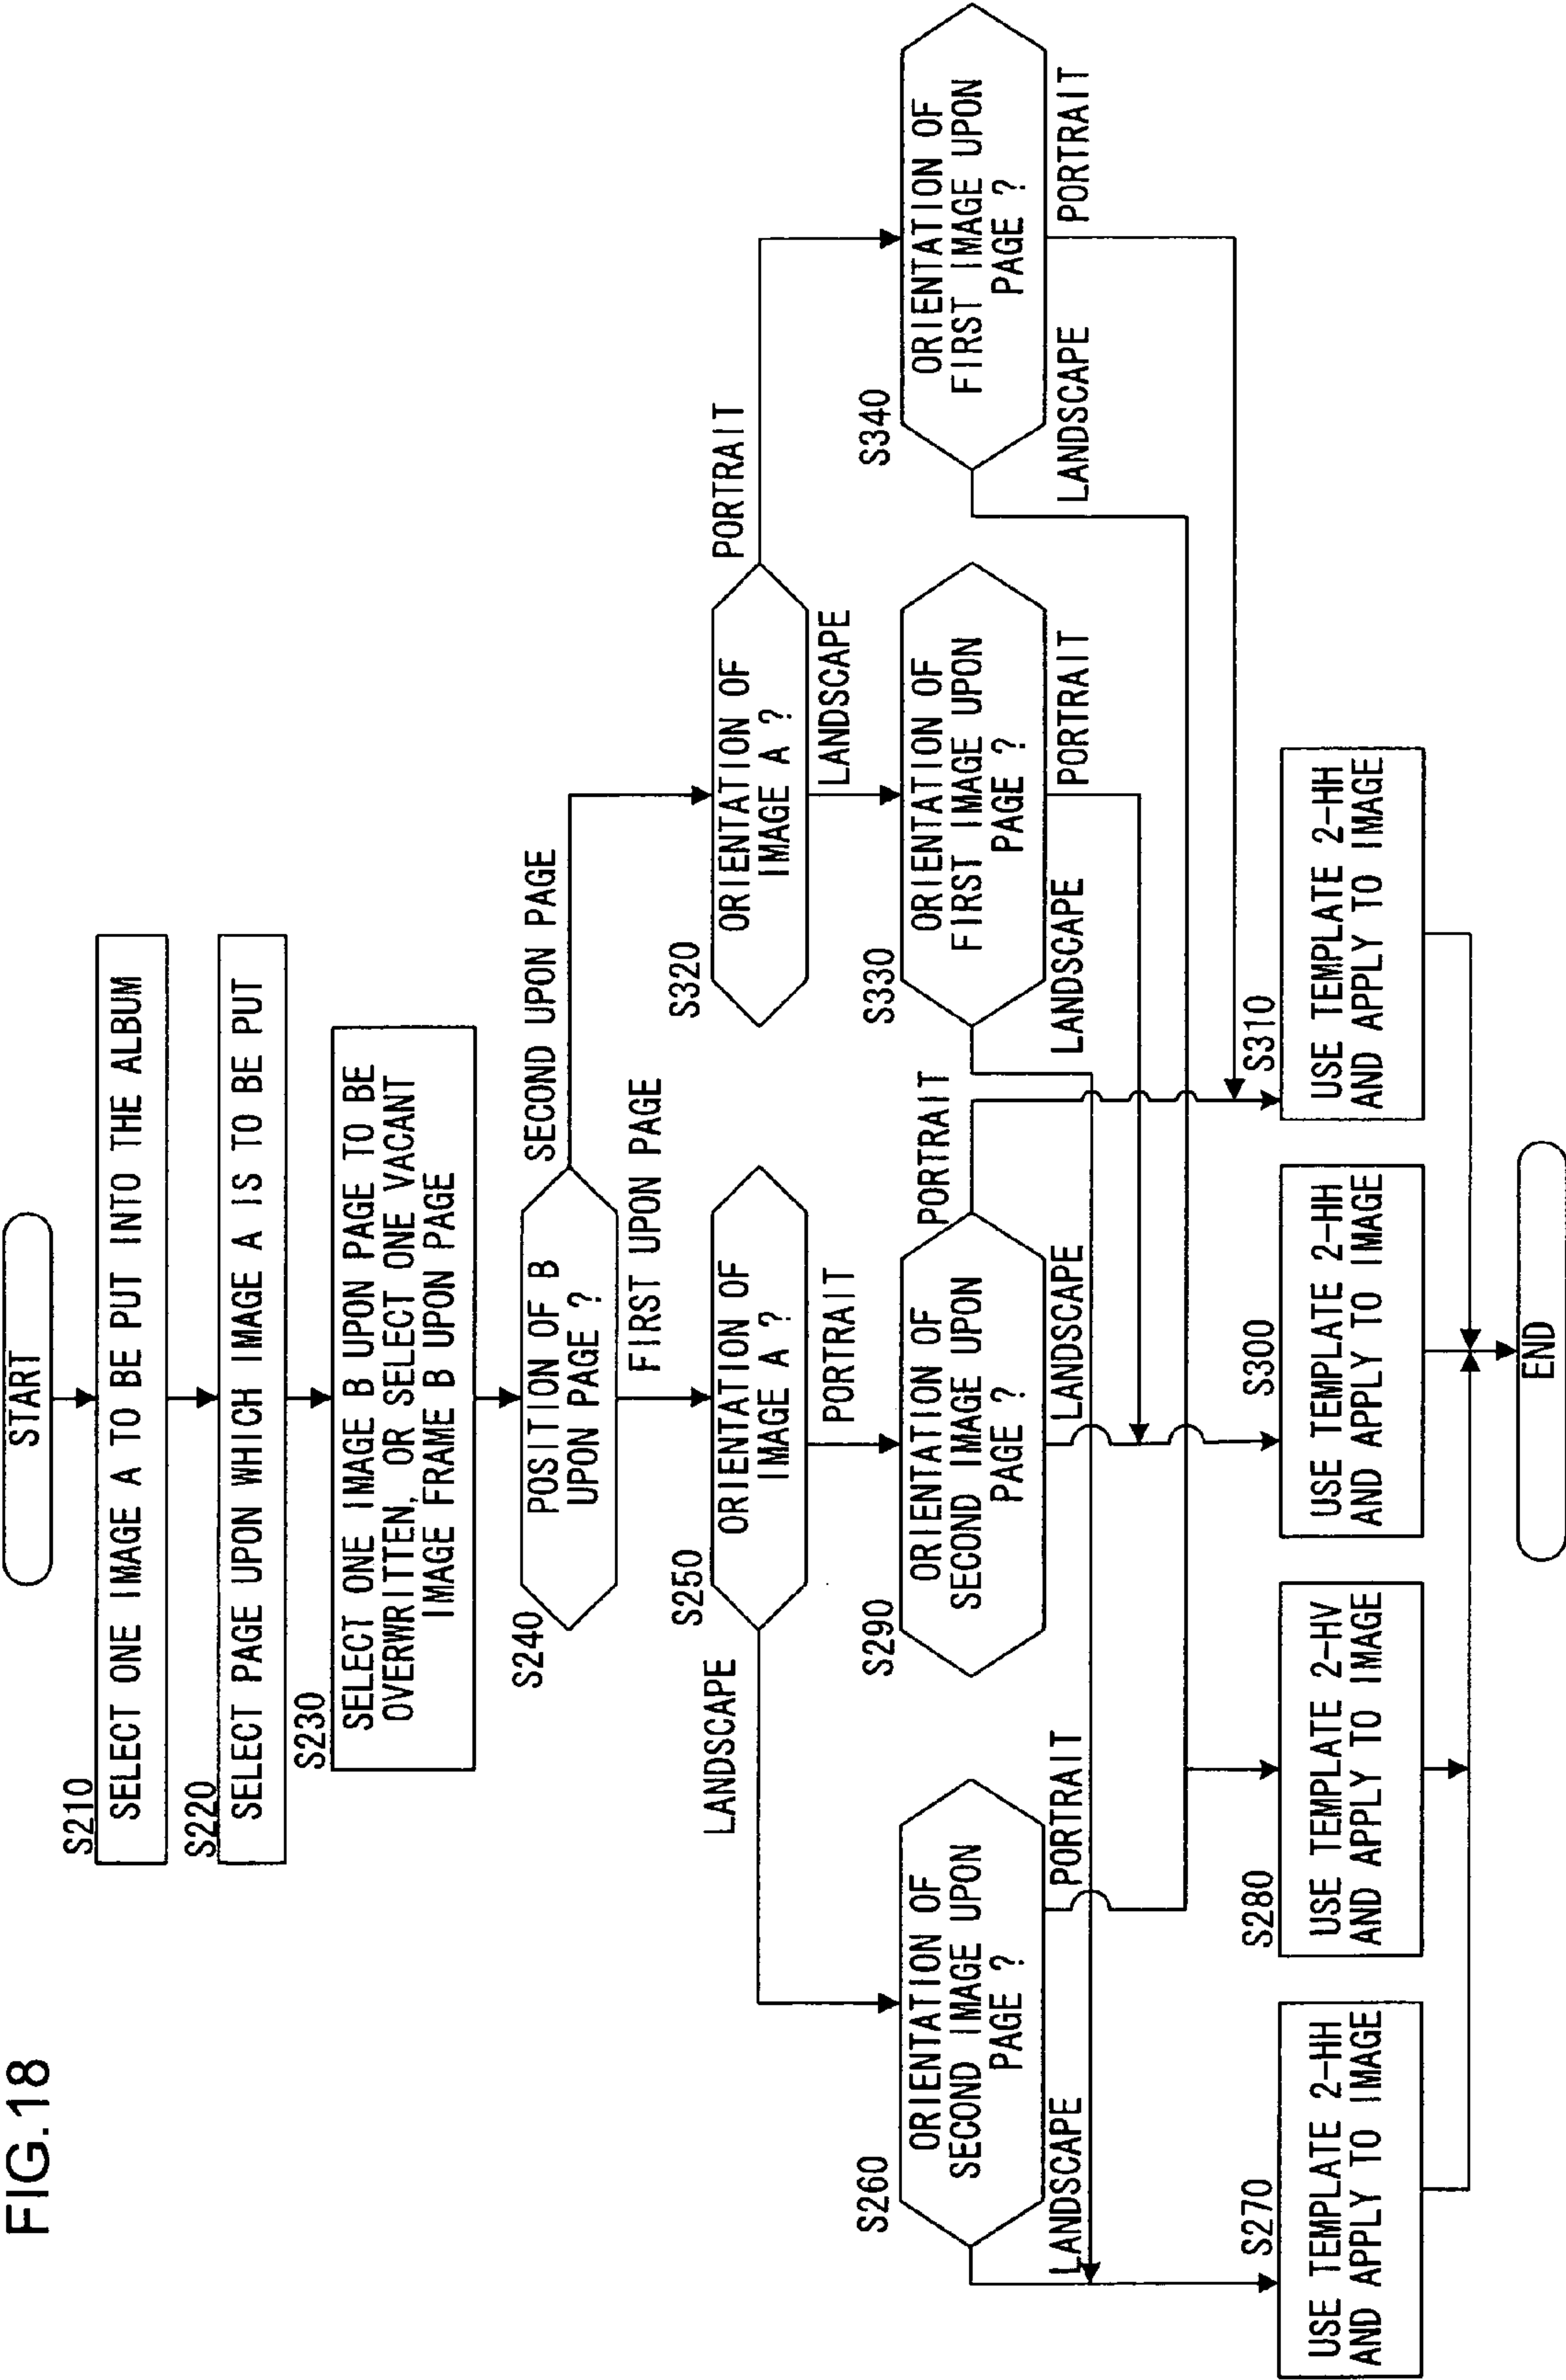 FIG.18
START
S210
SELECT ONE IMAGE A TO BE PUT INTO THE ALBUM
S220
SELECT PAGE UPON WHICH IMAGE A IS TO BE PUT
S230
SELECT ONE IMAGE B UPON PAGE TO BE
OVERWRITTEN, OR SELECT ONE VACANT
IMAGE FRAME B UPON PAGE
S240
POSITION OF B
UPON PAGE ?
SECOND UPON PAGE
FIRST UPON PAGE
S250
ORIENTATION OF
IMAGE A ?
LANDSCAPE
PORTRAIT
S320
ORIENTATION OF
IMAGE A ?
PORTRAIT
LANDSCAPE
S260
ORIENTATION OF
SECOND IMAGE UPON
PAGE ?
LANDSCAPE
PORTRAIT
S290
ORIENTATION OF
SECOND IMAGE UPON
PAGE ?
LANDSCAPE
PORTRAIT
S330
ORIENTATION OF
FIRST IMAGE UPON
PAGE ?
LANDSCAPE
PORTRAIT
S340
ORIENTATION OF
FIRST IMAGE UPON
PAGE ?
LANDSCAPE
PORTRAIT
S270
USE TEMPLATE 2-HH
AND APPLY TO IMAGE
S280
USE TEMPLATE 2-HV
AND APPLY TO IMAGE
S300
USE TEMPLATE 2-HH
AND APPLY TO IMAGE
S310
USE TEMPLATE 2-HH
AND APPLY TO IMAGE
END